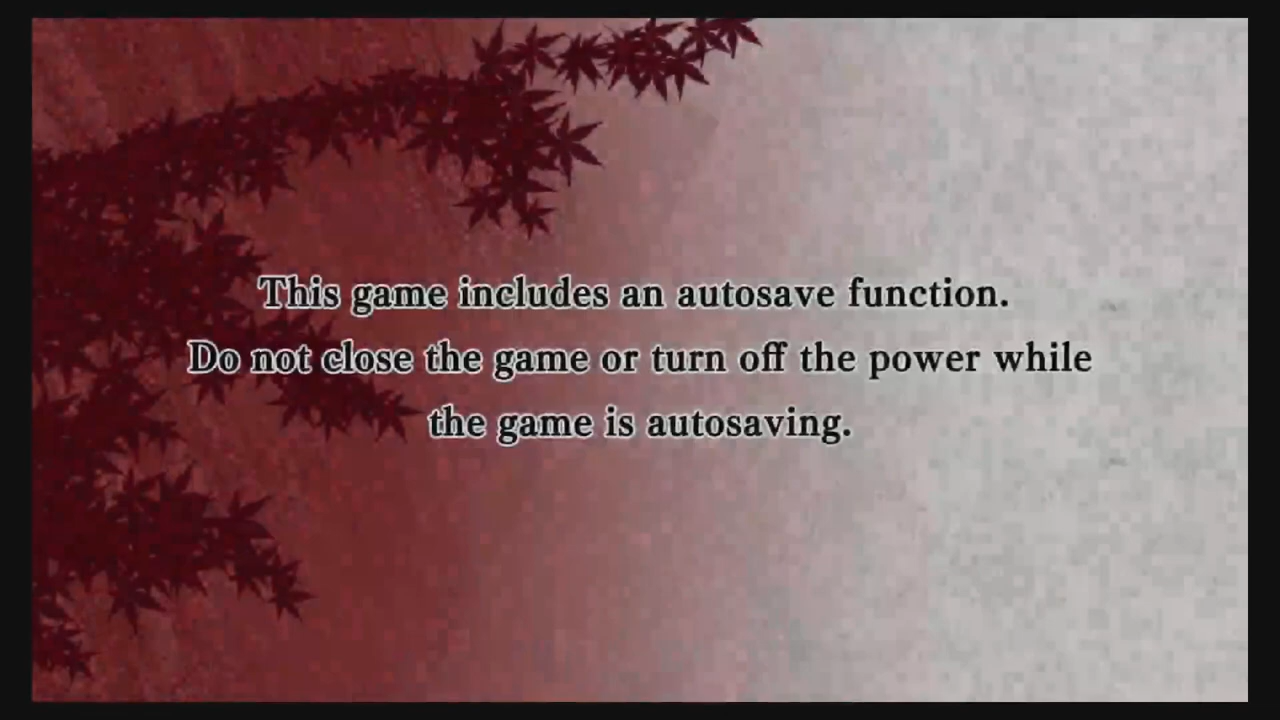 This game includes an autosave function.
Do not close the game or turn off the power while
the game is autosaving.